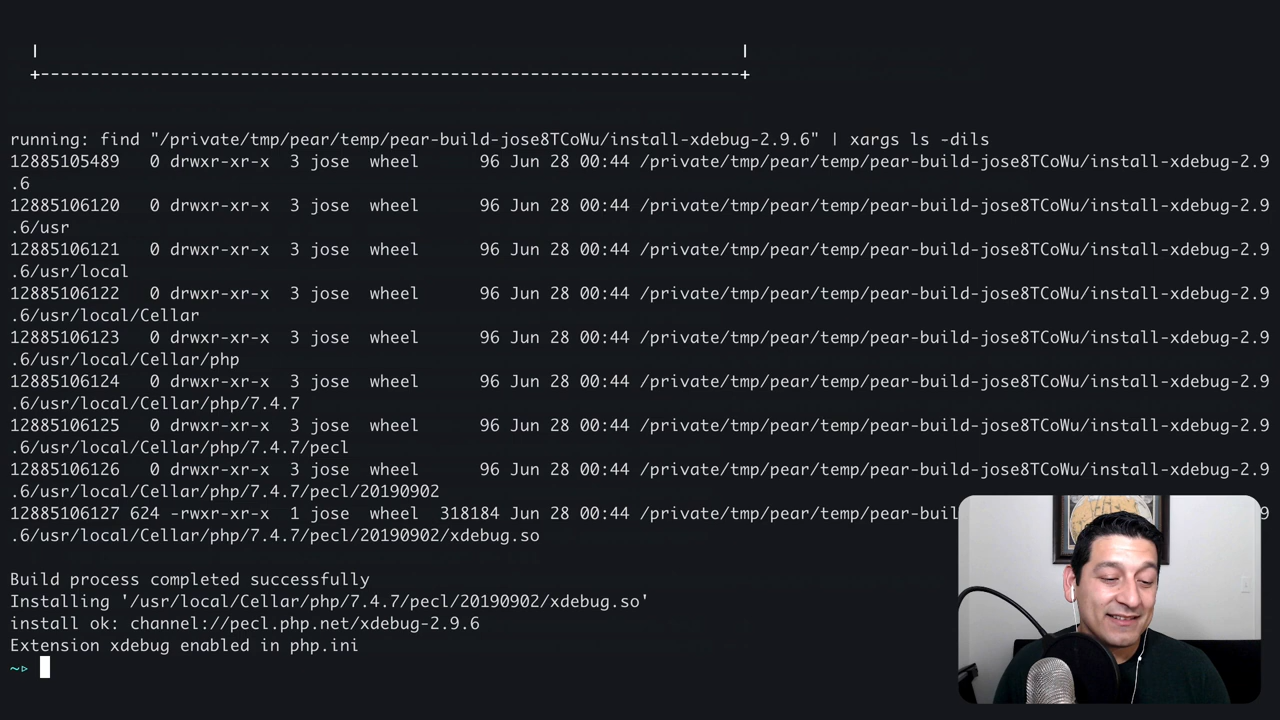 |                                                                       |
+-----------------------------------------------------------------------+
running: find "/private/tmp/pear/temp/pear-build-jose8TCoWu/install-xdebug-2.9.6" | xargs ls -dils
12885105489   0 drwxr-xr-x  3 jose  wheel      96 Jun 28 00:44 /private/tmp/pear/temp/pear-build-jose8TCoWu/install-xdebug-2.9
.6
12885106120   0 drwxr-xr-x  3 jose  wheel      96 Jun 28 00:44 /private/tmp/pear/temp/pear-build-jose8TCoWu/install-xdebug-2.9
.6/usr
12885106121   0 drwxr-xr-x  3 jose  wheel      96 Jun 28 00:44 /private/tmp/pear/temp/pear-build-jose8TCoWu/install-xdebug-2.9
.6/usr/local
12885106122   0 drwxr-xr-x  3 jose  wheel      96 Jun 28 00:44 /private/tmp/pear/temp/pear-build-jose8TCoWu/install-xdebug-2.9
.6/usr/local/Cellar
12885106123   0 drwxr-xr-x  3 jose  wheel      96 Jun 28 00:44 /private/tmp/pear/temp/pear-build-jose8TCoWu/install-xdebug-2.9
.6/usr/local/Cellar/php
12885106124   0 drwxr-xr-x  3 jose  wheel      96 Jun 28 00:44 /private/tmp/pear/temp/pear-build-jose8TCoWu/install-xdebug-2.9
.6/usr/local/Cellar/php/7.4.7
12885106125   0 drwxr-xr-x  3 jose  wheel      96 Jun 28 00:44 /private/tmp/pear/temp/pear-build-jose8TCoWu/install-xdebug-2.9
.6/usr/local/Cellar/php/7.4.7/pecl
12885106126   0 drwxr-xr-x  3 jose  wheel      96 Jun 28 00:44 /private/tmp/pear/temp/pear-build-jose8TCoWu/install-xdebug-2.9
.6/usr/local/Cellar/php/7.4.7/pecl/20190902
12885106127 624 -rwxr-xr-x  1 jose  wheel  318184 Jun 28 00:44 /private/tmp/pear/temp/pear-buil 9
.6/usr/local/Cellar/php/7.4.7/pecl/20190902/xdebug.so
Build process completed successfully
Installing '/usr/local/Cellar/php/7.4.7/pecl/20190902/xdebug.so'
install ok: channel://pecl.php.net/xdebug-2.9.6
Extension xdebug enabled in php.ini
~▹